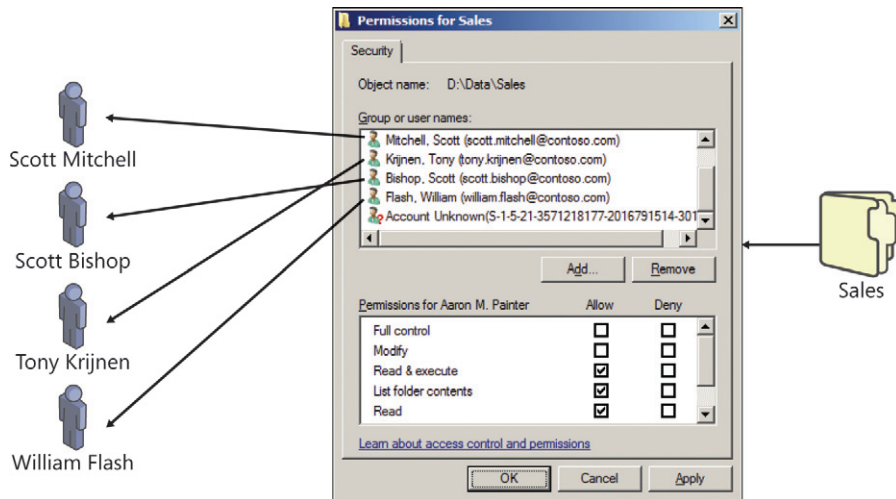 Permissions for Sales
Security
Object name: D:\Data\Sales
Group or user names:
Mitchell, Scott (scott.mitchell@contoso.com)
Krijnen, Tony (tony.krijnen@contoso.com)
Bishop, Scott (scott.bishop@contoso.com)
Flash, William (william.flash@contoso.com)
Account Unknown(S-1-5-21-3571218177-2016791514-301
Add... Remove
Permissions for Aaron M. Painter Allow Deny
Full control
Modify
Read & execute
List folder contents
Read
Learn about access control and permissions
OK Cancel Apply
Scott Mitchell
Scott Bishop
Tony Krijnen
William Flash
Sales